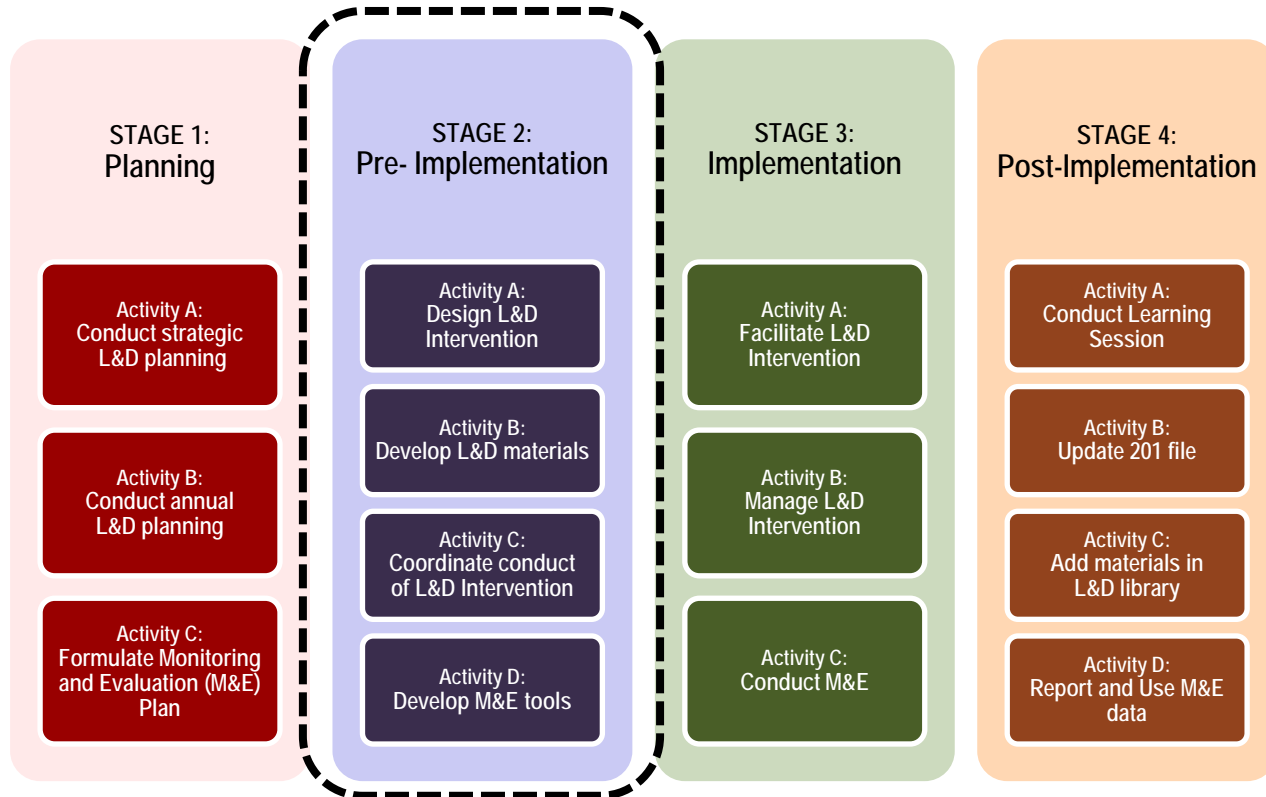 STAGE 1:
Planning
Activity A:
Conduct strategic
L&D planning
Activity B:
Conduct annual
L&D planning
Activity C:
Formulate Monitoring
and Evaluation (M&E)
Plan
STAGE 2:
Pre- Implementation
Activity A:
Design L&D
Intervention
Activity B:
Develop L&D materials
Activity C:
Coordinate conduct
of L&D Intervention
Activity D:
Develop M&E tools
STAGE 3:
Implementation
Activity A:
Facilitate L&D
Intervention
Activity B:
Manage L&D
Intervention
Activity C:
Conduct M&E
STAGE 4:
Post-Implementation
Activity A:
Conduct Learning
Session
Activity B:
Update 201 file
Activity C:
Add materials in
L&D library
Activity D:
Report and Use M&E
data